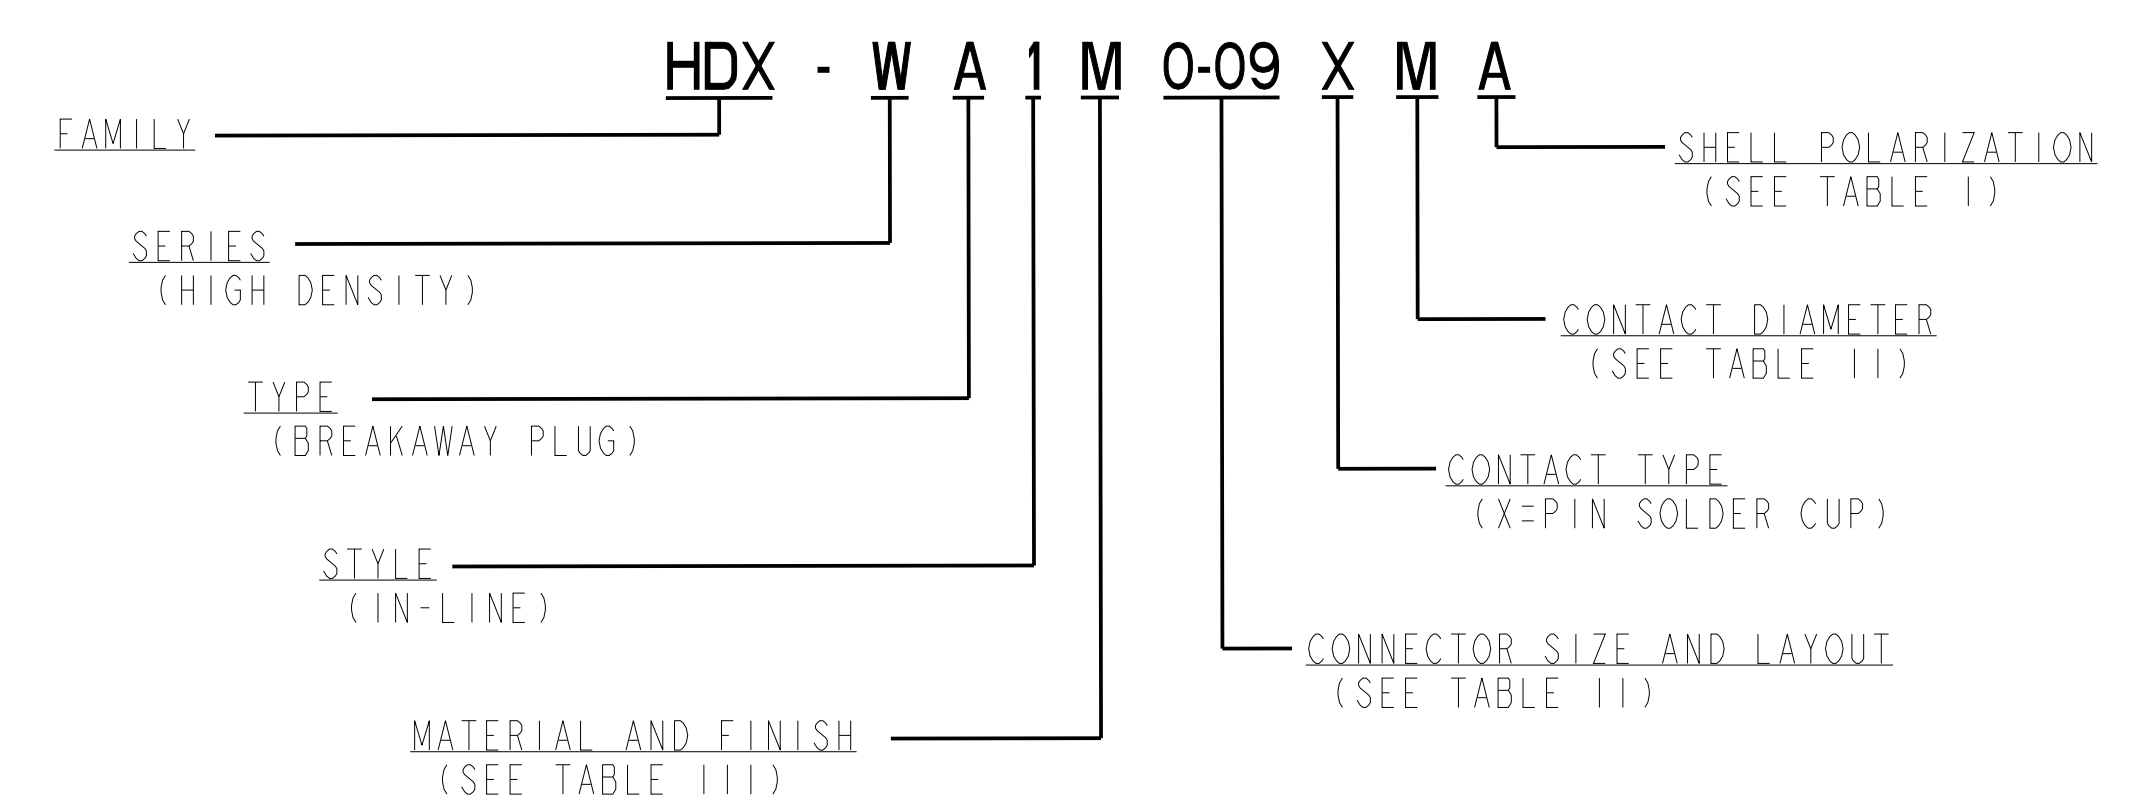 HDX - W A 1 M 0-09 X M A
FAMILY
SERIES
(HIGH DENSITY)
TYPE
(BREAKAWAY PLUG)
STYLE
(IN-LINE)
MATERIAL AND FINISH
(SEE TABLE III)
SHELL POLARIZATION
(SEE TABLE I)
CONTACT DIAMETER
(SEE TABLE II)
CONTACT TYPE
(X=PIN SOLDER CUP)
CONNECTOR SIZE AND LAYOUT
(SEE TABLE II)